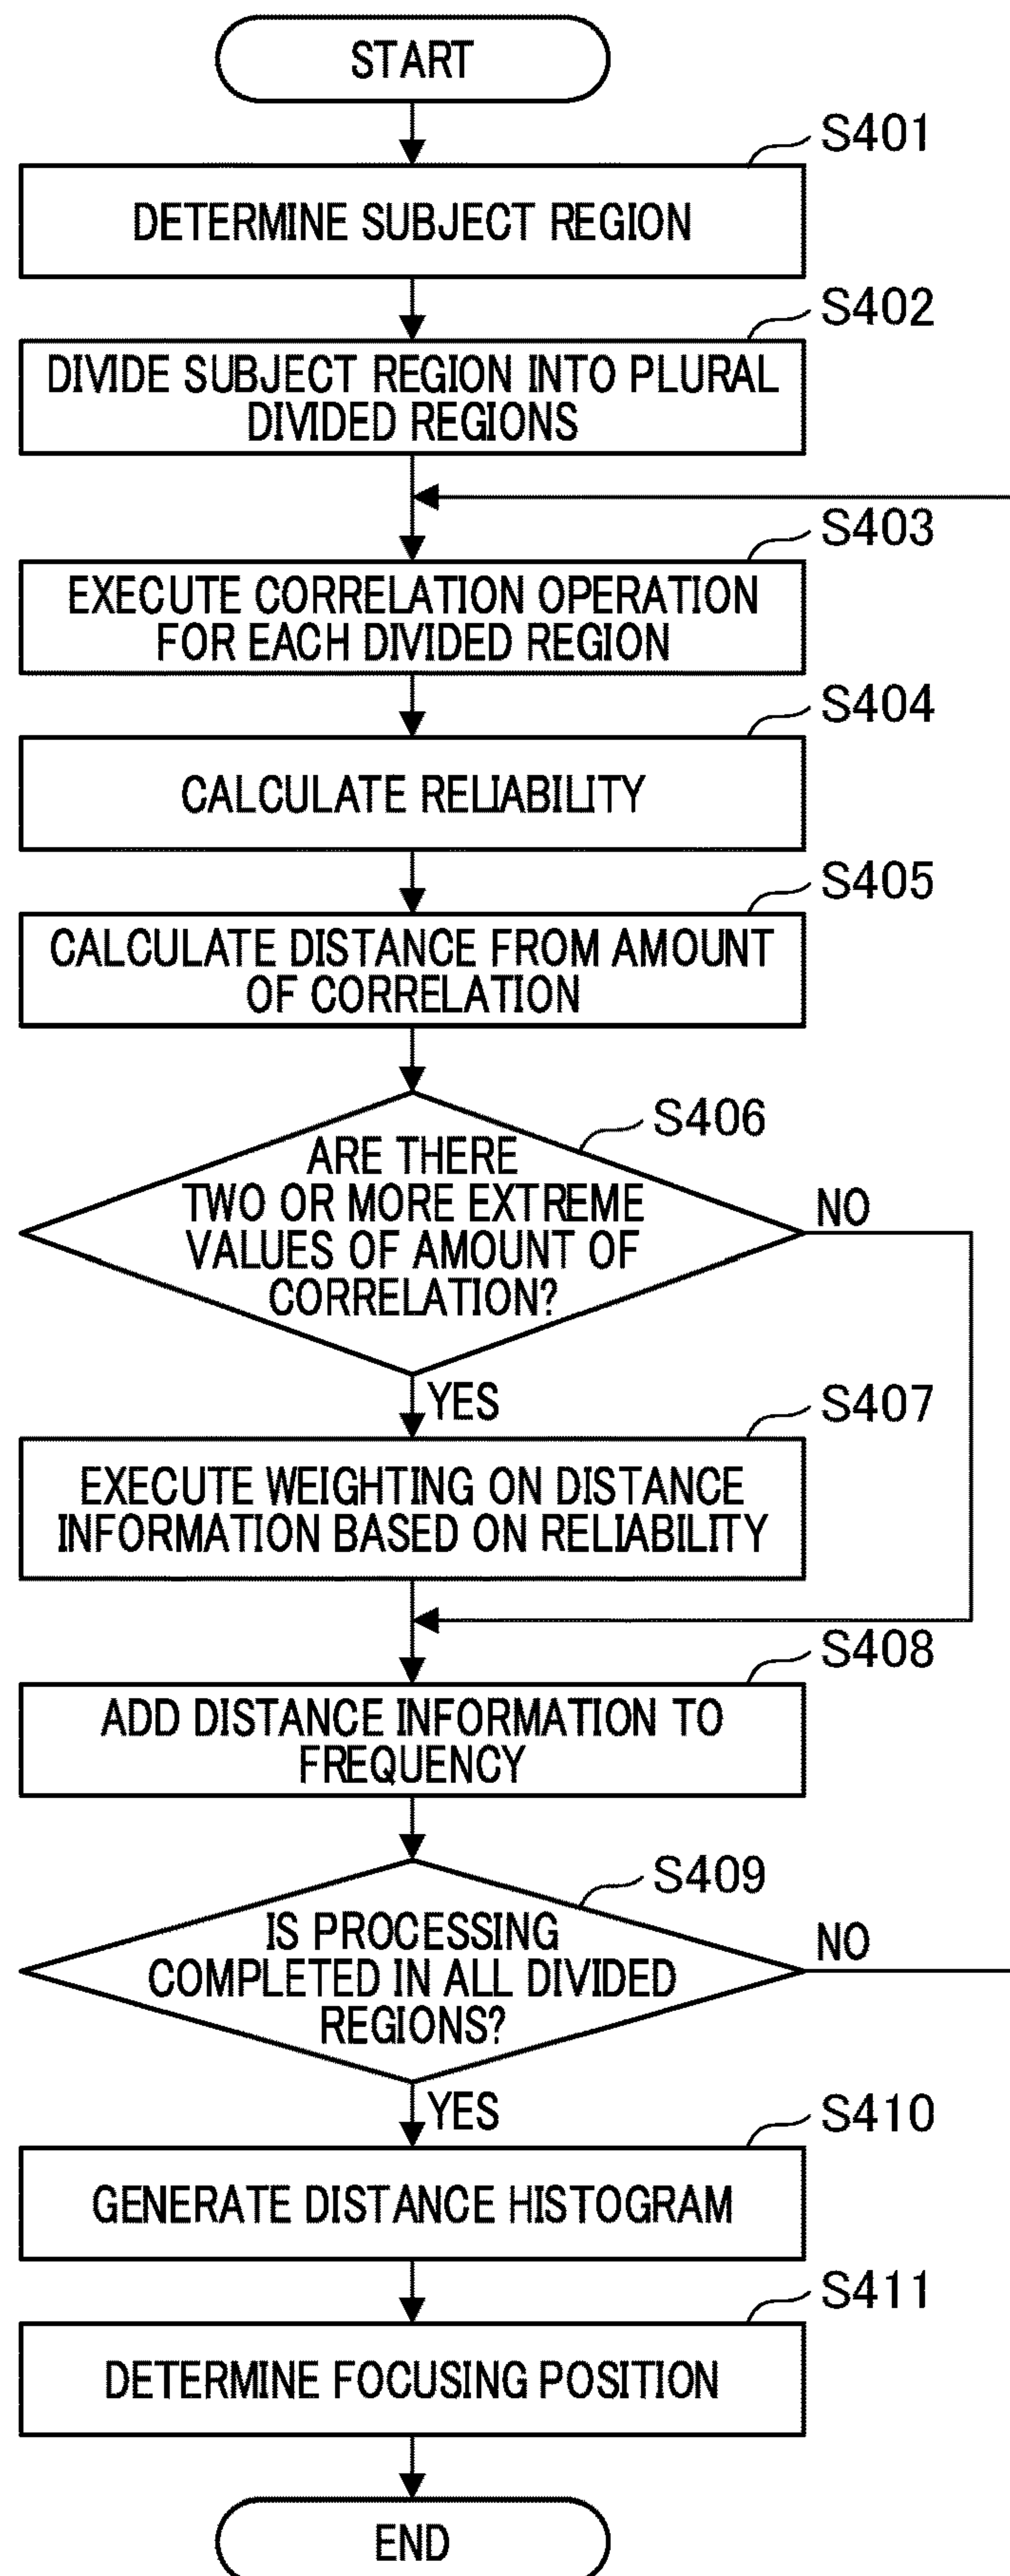 START
S401
DETERMINE SUBJECT REGION
S402
DIVIDE SUBJECT REGION INTO PLURAL
DIVIDED REGIONS
S403
EXECUTE CORRELATION OPERATION
FOR EACH DIVIDED REGION
S404
CALCULATE RELIABILITY
S405
CALCULATE DISTANCE FROM AMOUNT
OF CORRELATION
S406
ARE THERE
TWO OR MORE EXTREME
VALUES OF AMOUNT OF
CORRELATION?
NO
YES
S407
EXECUTE WEIGHTING ON DISTANCE
INFORMATION BASED ON RELIABILITY
S408
ADD DISTANCE INFORMATION TO
FREQUENCY
S409
IS PROCESSING
COMPLETED IN ALL DIVIDED
REGIONS?
NO
YES
S410
GENERATE DISTANCE HISTOGRAM
S411
DETERMINE FOCUSING POSITION
END